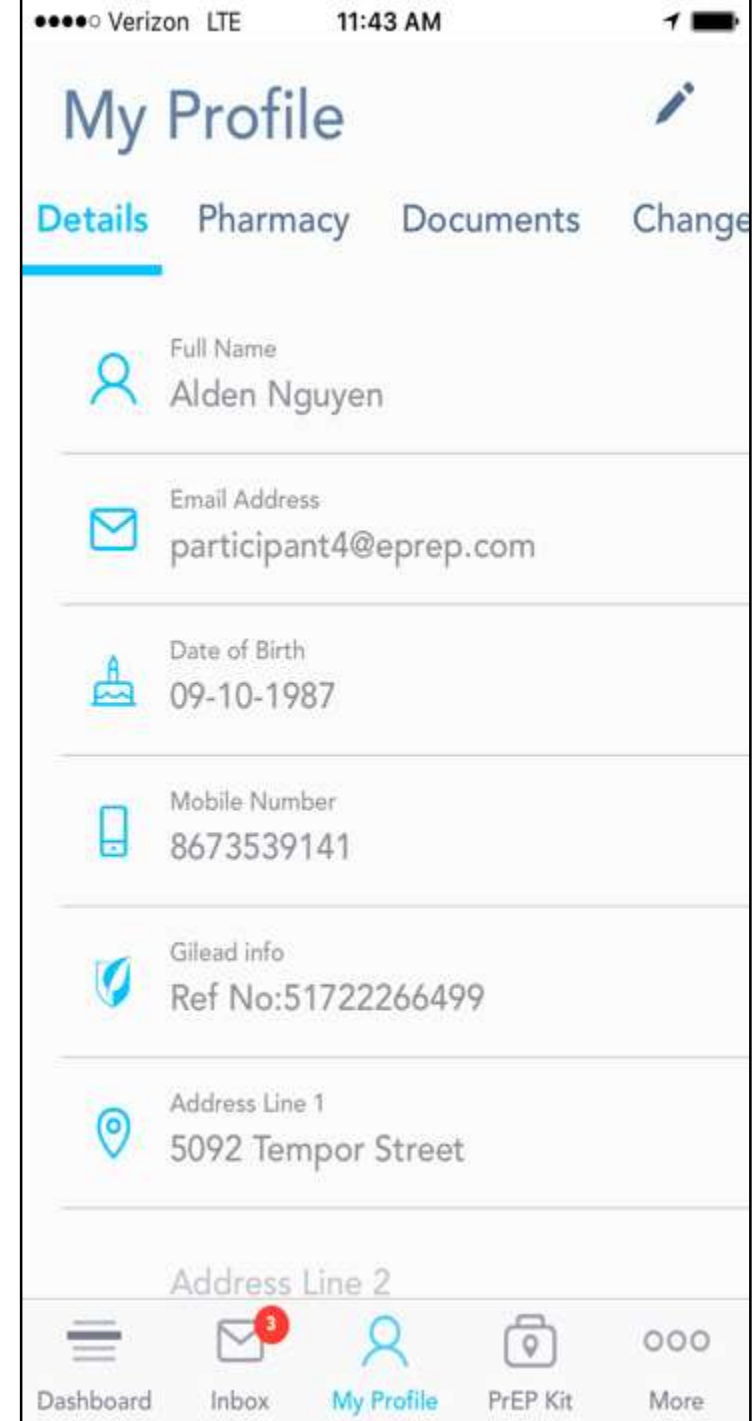 Verizon LTE 11:43 AM
My Profile
Details Pharmacy Documents Change
Full Name
Alden Nguyen
Email Address
participant4@eprep.com
Date of Birth
09-10-1987
Mobile Number
8673539141
Gilead info
Ref No:51722266499
Address Line 1
5092 Tempor Street
Address Line 2
3
Dashboard Inbox My Profile PrEP Kit More